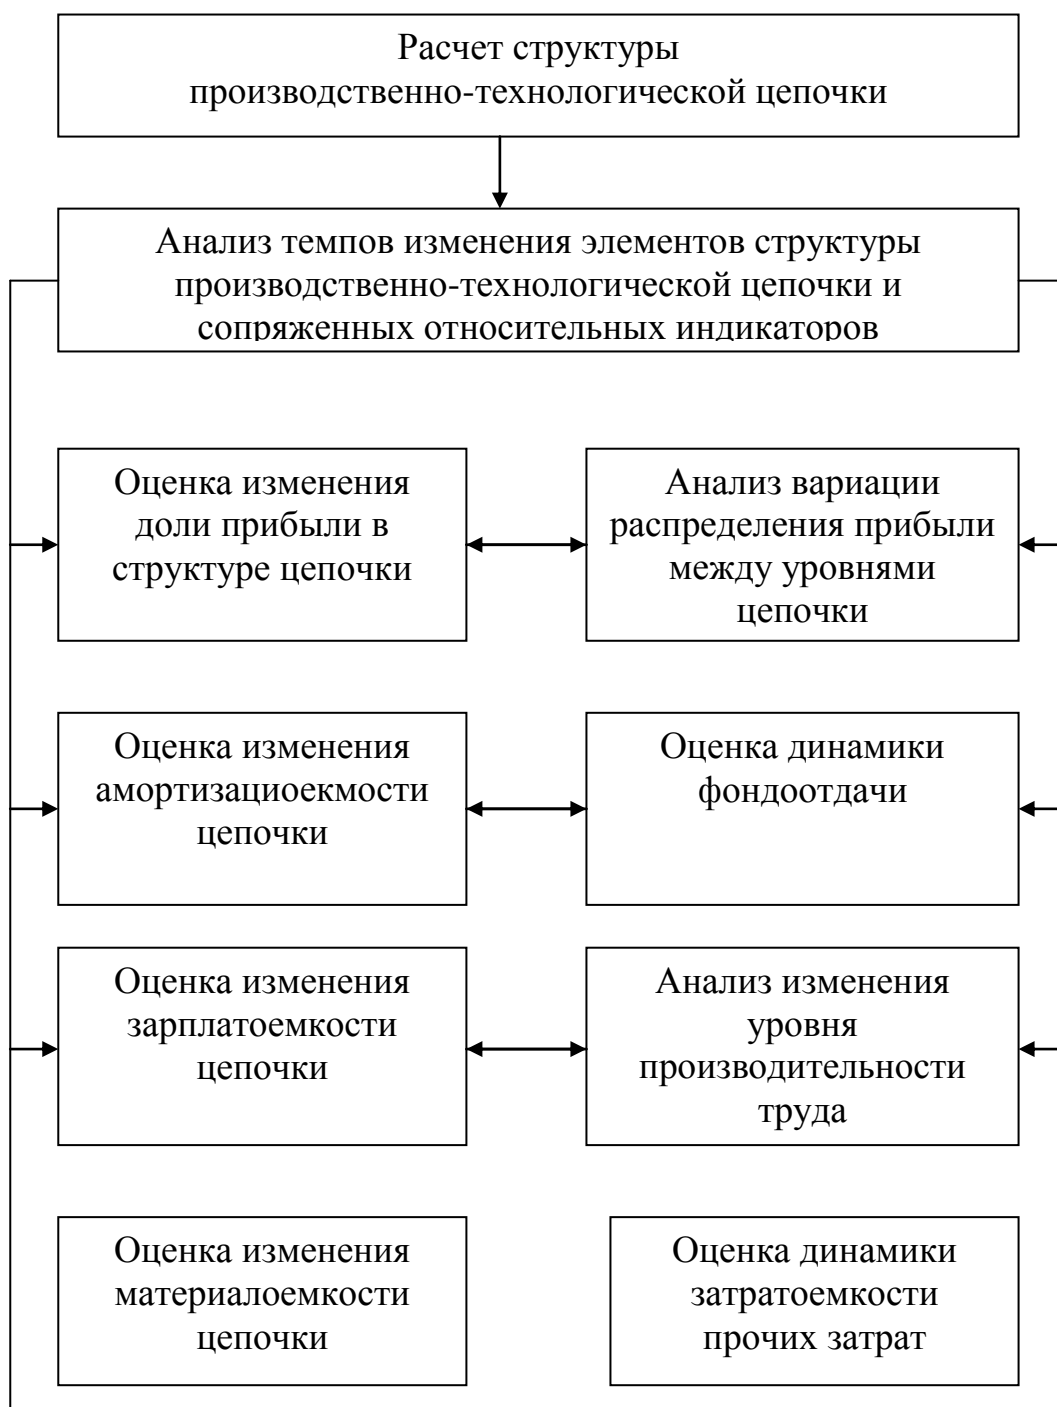 Расчет структуры
производственно-технологической цепочки
Анализ темпов изменения элементов структуры
производственно-технологической цепочки и
сопряженных относительных индикаторов
Оценка изменения
доли прибыли в
структуре цепочки
Анализ вариации
распределения прибыли
между уровнями
цепочки
Оценка изменения
амортизациоекмости
цепочки
Оценка динамики
фондоотдачи
Оценка изменения
зарплатоемкости
цепочки
Анализ изменения
уровня
производительности
труда
Оценка изменения
материалоемкости
цепочки
Оценка динамики
затратоемкости
прочих затрат